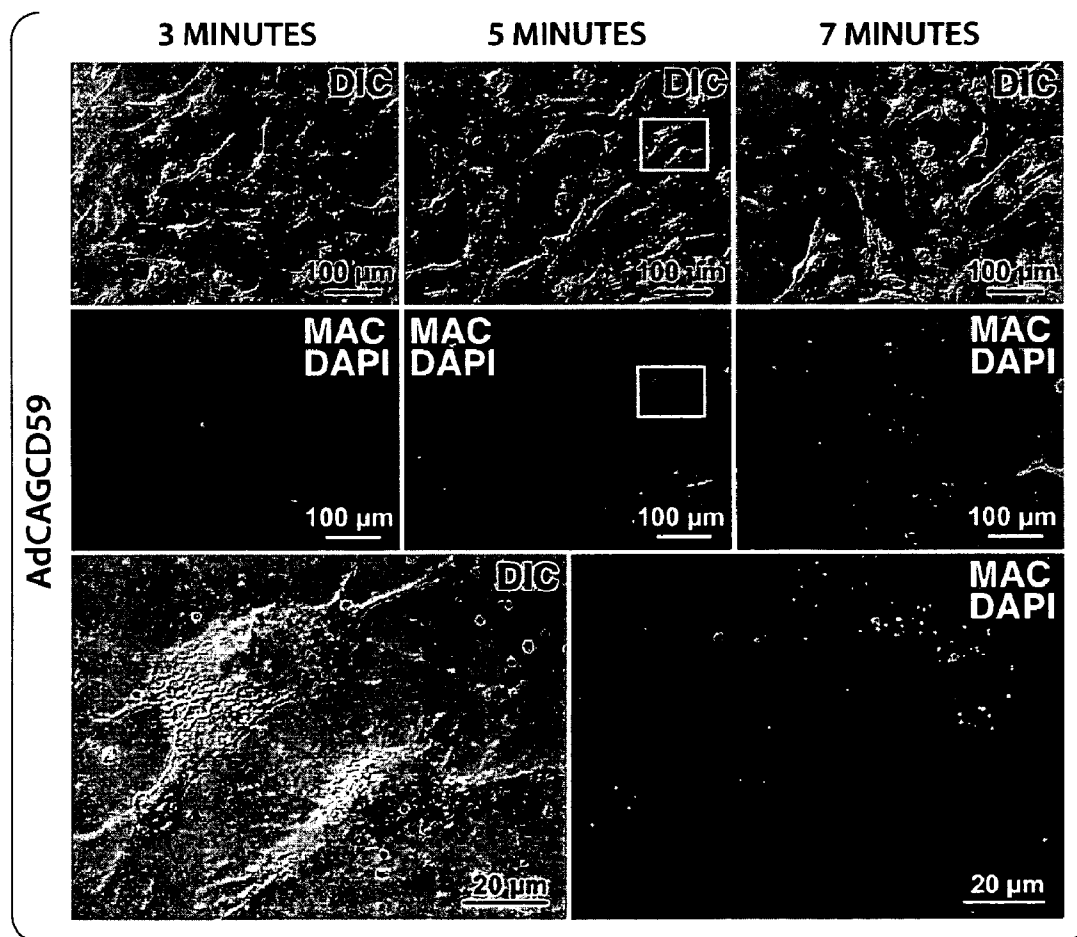 3 MINUTES
5 MINUTES
7 MINUTES
AdCAGCD59
DIC
100 µm
DIC
100 µm
DIC
100 µm
MAC
DAPI
100 µm
MAC
DAPI
100 µm
MAC
DAPI
100 µm
DIC
20 µm
MAC
DAPI
20 µm